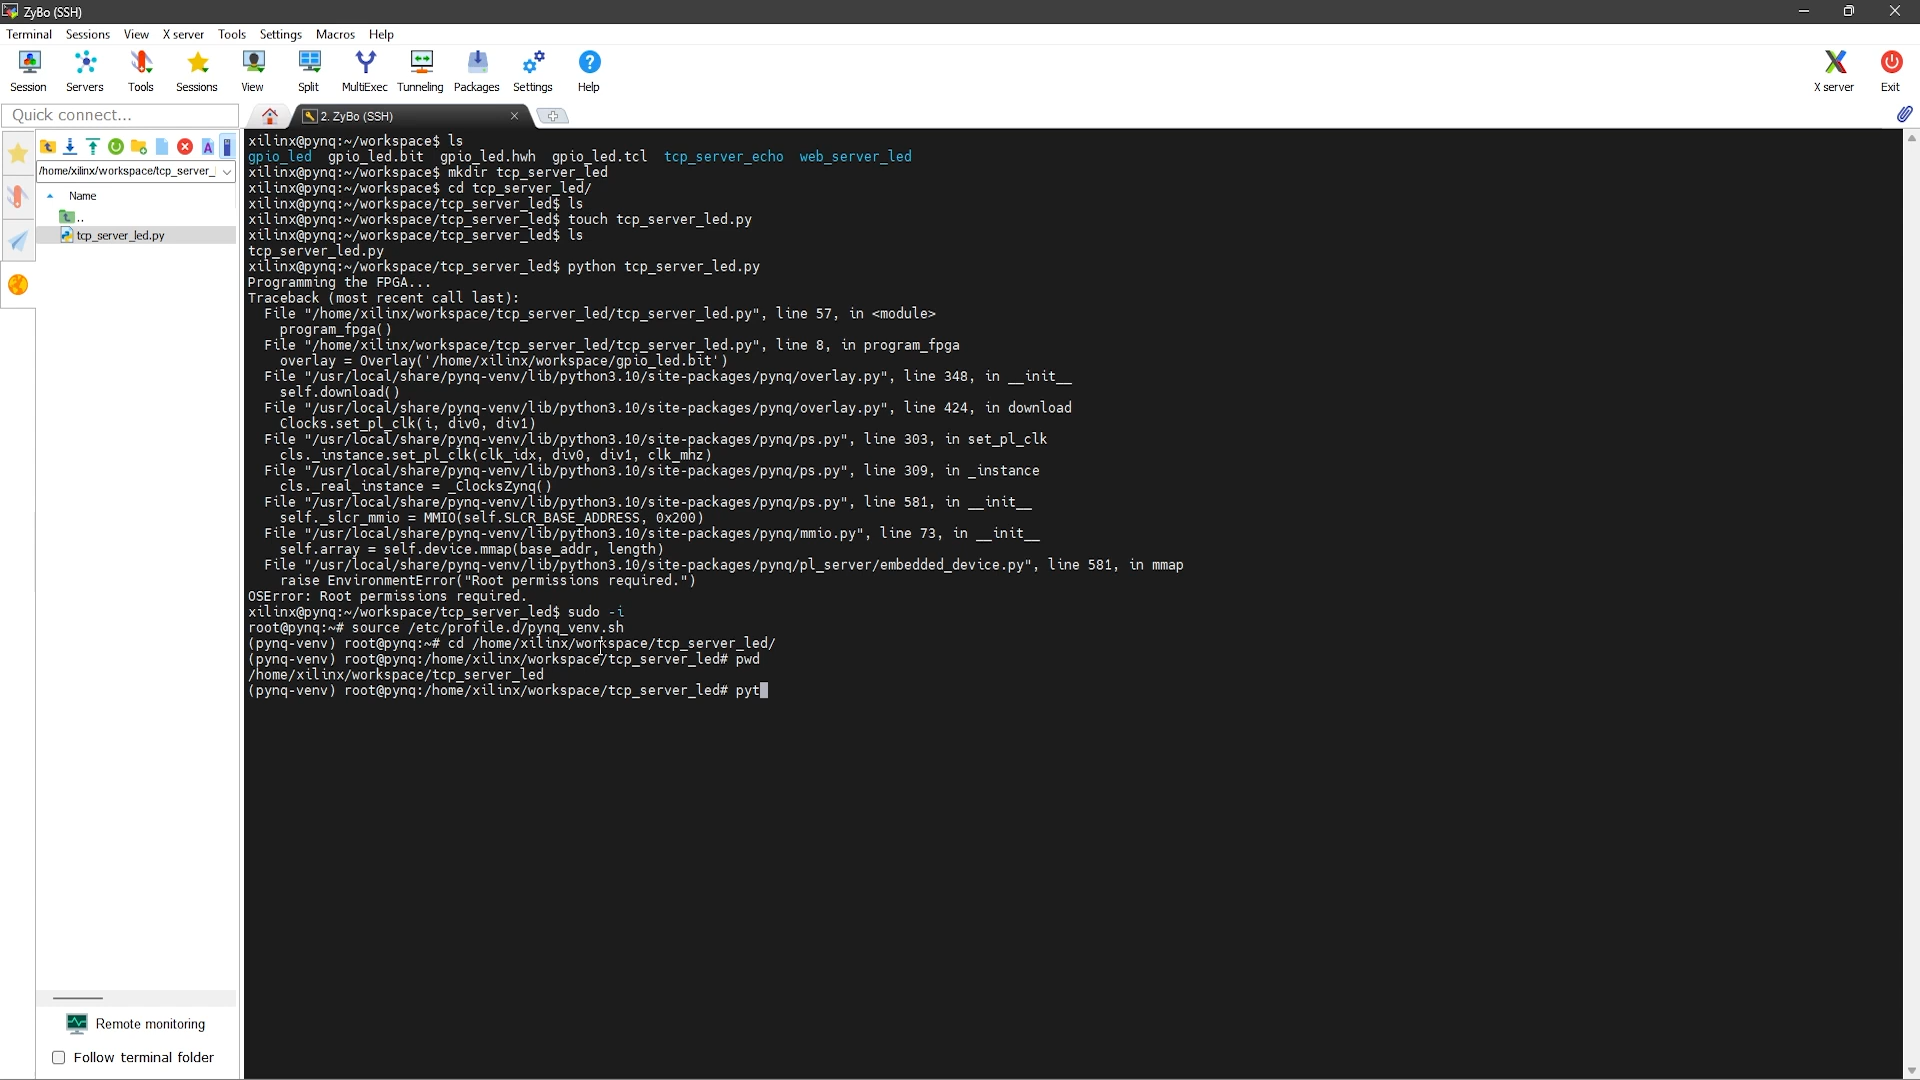 ZyBo (SSH)
Terminal Sessions View X server Tools Settings Macros Help
Session Servers Tools Sessions View Split MultiExec Tunneling Packages Settings Help X server Exit
Quick connect...
2. ZyBo (SSH)
/home/xilinx/workspace/tcp_server_l
Name
..
tcp_server_led.py
xilinx@pynq:~/workspace$ ls
gpio_led gpio_led.bit gpio_led.hwh gpio_led.tcl tcp_server_echo web_server_led
xilinx@pynq:~/workspace$ mkdir tcp_server_led
xilinx@pynq:~/workspace$ cd tcp_server_led/
xilinx@pynq:~/workspace/tcp_server_led$ ls
xilinx@pynq:~/workspace/tcp_server_led$ touch tcp_server_led.py
xilinx@pynq:~/workspace/tcp_server_led$ ls
tcp_server_led.py
xilinx@pynq:~/workspace/tcp_server_led$ python tcp_server_led.py
Programming the FPGA...
Traceback (most recent call last):
File "/home/xilinx/workspace/tcp_server_led/tcp_server_led.py", line 57, in <module>
program_fpga()
File "/home/xilinx/workspace/tcp_server_led/tcp_server_led.py", line 8, in program_fpga
overlay = Overlay('/home/xilinx/workspace/gpio_led.bit')
File "/usr/local/share/pynq-venv/lib/python3.10/site-packages/pynq/overlay.py", line 348, in __init__
self.download()
File "/usr/local/share/pynq-venv/lib/python3.10/site-packages/pynq/overlay.py", line 424, in download
Clocks.set_pl_clk(i, div0, div1)
File "/usr/local/share/pynq-venv/lib/python3.10/site-packages/pynq/ps.py", line 303, in set_pl_clk
cls._instance.set_pl_clk(clk_idx, div0, div1, clk_mhz)
File "/usr/local/share/pynq-venv/lib/python3.10/site-packages/pynq/ps.py", line 309, in _instance
cls._real_instance = _ClocksZynq()
File "/usr/local/share/pynq-venv/lib/python3.10/site-packages/pynq/ps.py", line 581, in __init__
self._slcr_mmio = MMIO(self.SLCR_BASE_ADDRESS, 0x200)
File "/usr/local/share/pynq-venv/lib/python3.10/site-packages/pynq/mmio.py", line 73, in __init__
self.array = self.device.mmap(base_addr, length)
File "/usr/local/share/pynq-venv/lib/python3.10/site-packages/pynq/pl_server/embedded_device.py", line 581, in mmap
raise EnvironmentError("Root permissions required.")
OSError: Root permissions required.
xilinx@pynq:~/workspace/tcp_server_led$ sudo -i
root@pynq:~# source /etc/profile.d/pynq_venv.sh
(pynq-venv) root@pynq:~# cd /home/xilinx/workspace/tcp_server_led/
(pynq-venv) root@pynq:/home/xilinx/workspace/tcp_server_led# pwd
/home/xilinx/workspace/tcp_server_led
(pynq-venv) root@pynq:/home/xilinx/workspace/tcp_server_led# pyt
Remote monitoring
Follow terminal folder